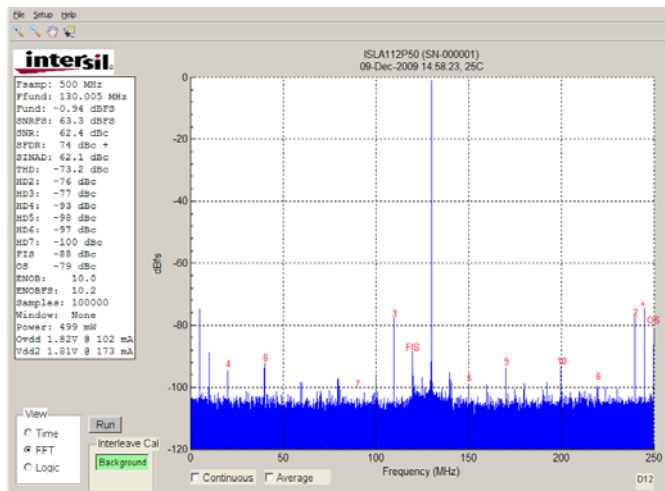 File Setup Help
intersil
ISLA112P50 (SN-000001)
09-Dec-2009 14:58:23, 25C
Fsamp: 500 MHz
Ffund: 130.005 MHz
Fund: -0.94 dBFS
SNRFS: 63.3 dBFS
SNR: 62.4 dBc
SFDR: 74 dBc +
SINAD: 62.1 dBc
THD: -73.2 dBc
HD2: -76 dBc
HD3: -77 dBc
HD4: -93 dBc
HD5: -98 dBc
HD6: -97 dBc
HD7: -100 dBc
FIS -88 dBc
OS -79 dBc
ENOB: 10.0
ENOBFS: 10.2
Samples: 100000
Window: None
Power: 499 mW
Ovdd 1.82V @ 102 mA
Vdd2 1.81V @ 173 mA
View
Time
FFT
Logic
Run
Interleave Cal
Background
dBfs
0
-20
-40
-60
-80
-100
-120
4
8
7
3
FIS
5
9
10
6
2
+
OS
0
50
100
150
200
250
Frequency (MHz)
Continuous
Average
D12